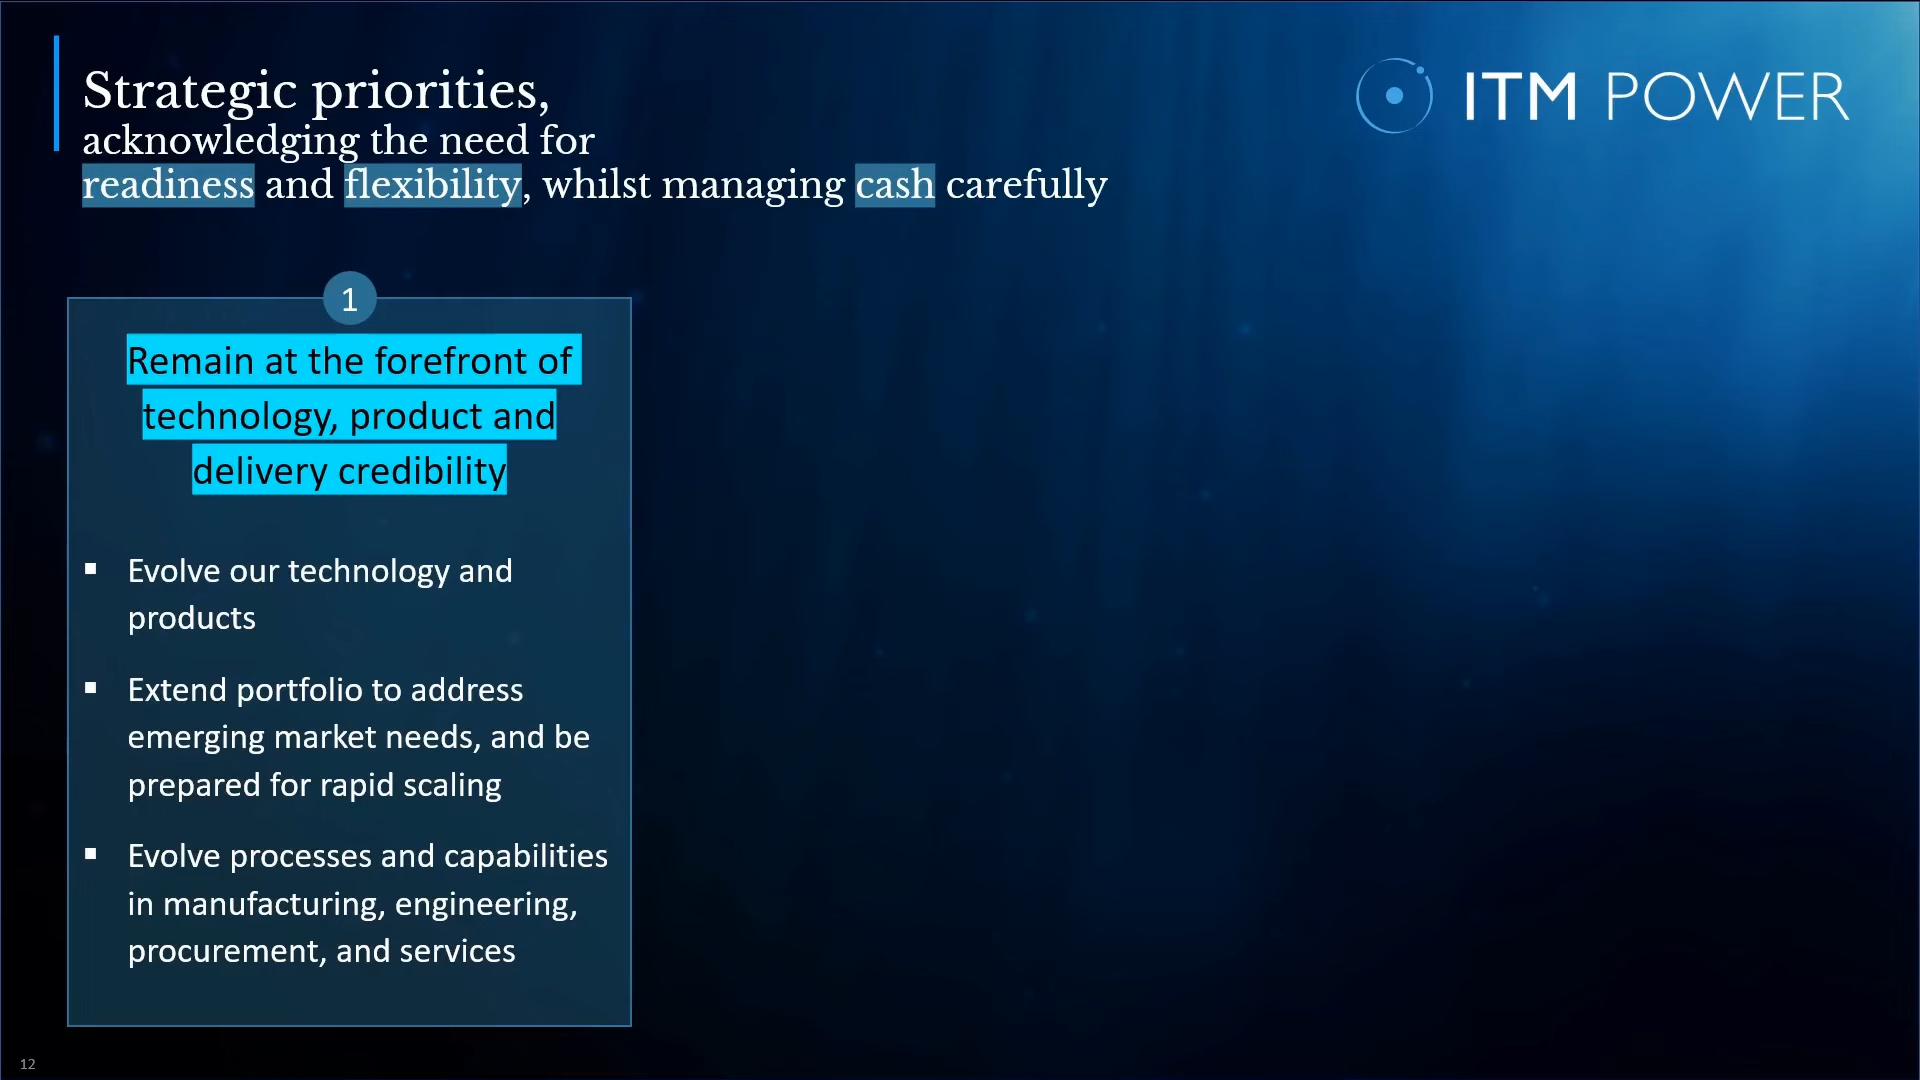 Strategic priorities,
acknowledging the need for
readiness and flexibility, whilst managing cash carefully
ITM POWER
1
Remain at the forefront of
technology, product and
delivery credibility
▪ Evolve our technology and
products
▪ Extend portfolio to address
emerging market needs, and be
prepared for rapid scaling
▪ Evolve processes and capabilities
in manufacturing, engineering,
procurement, and services
12